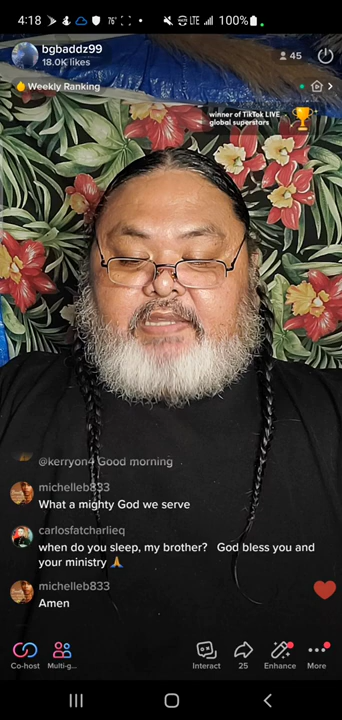 4:18
76°
LTE
100%
bgbaddz99
18.0K likes
45
Weekly Ranking
winner of TikTok LIVE
global superstars
@kerryon4 Good morning
michelleb833
What a mighty God we serve
carlosfatcharlieq
when do you sleep, my brother? God bless you and
your ministry 🙏
michelleb833
Amen
Co-host
Multi-g...
Interact
25
Enhance
More